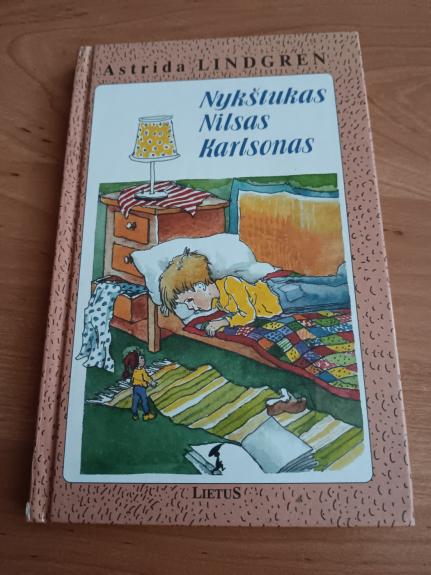 Astrida LINDGREN
Nykštukas
Nilsas
Karlsonas
LIETUS